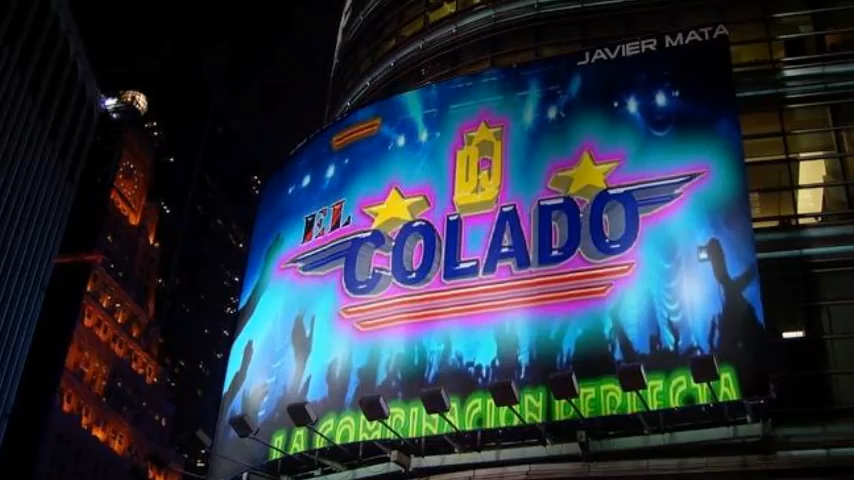 JAVIER MATA
DJ
EL
COLADO
LA COMBINACION PERFECTA